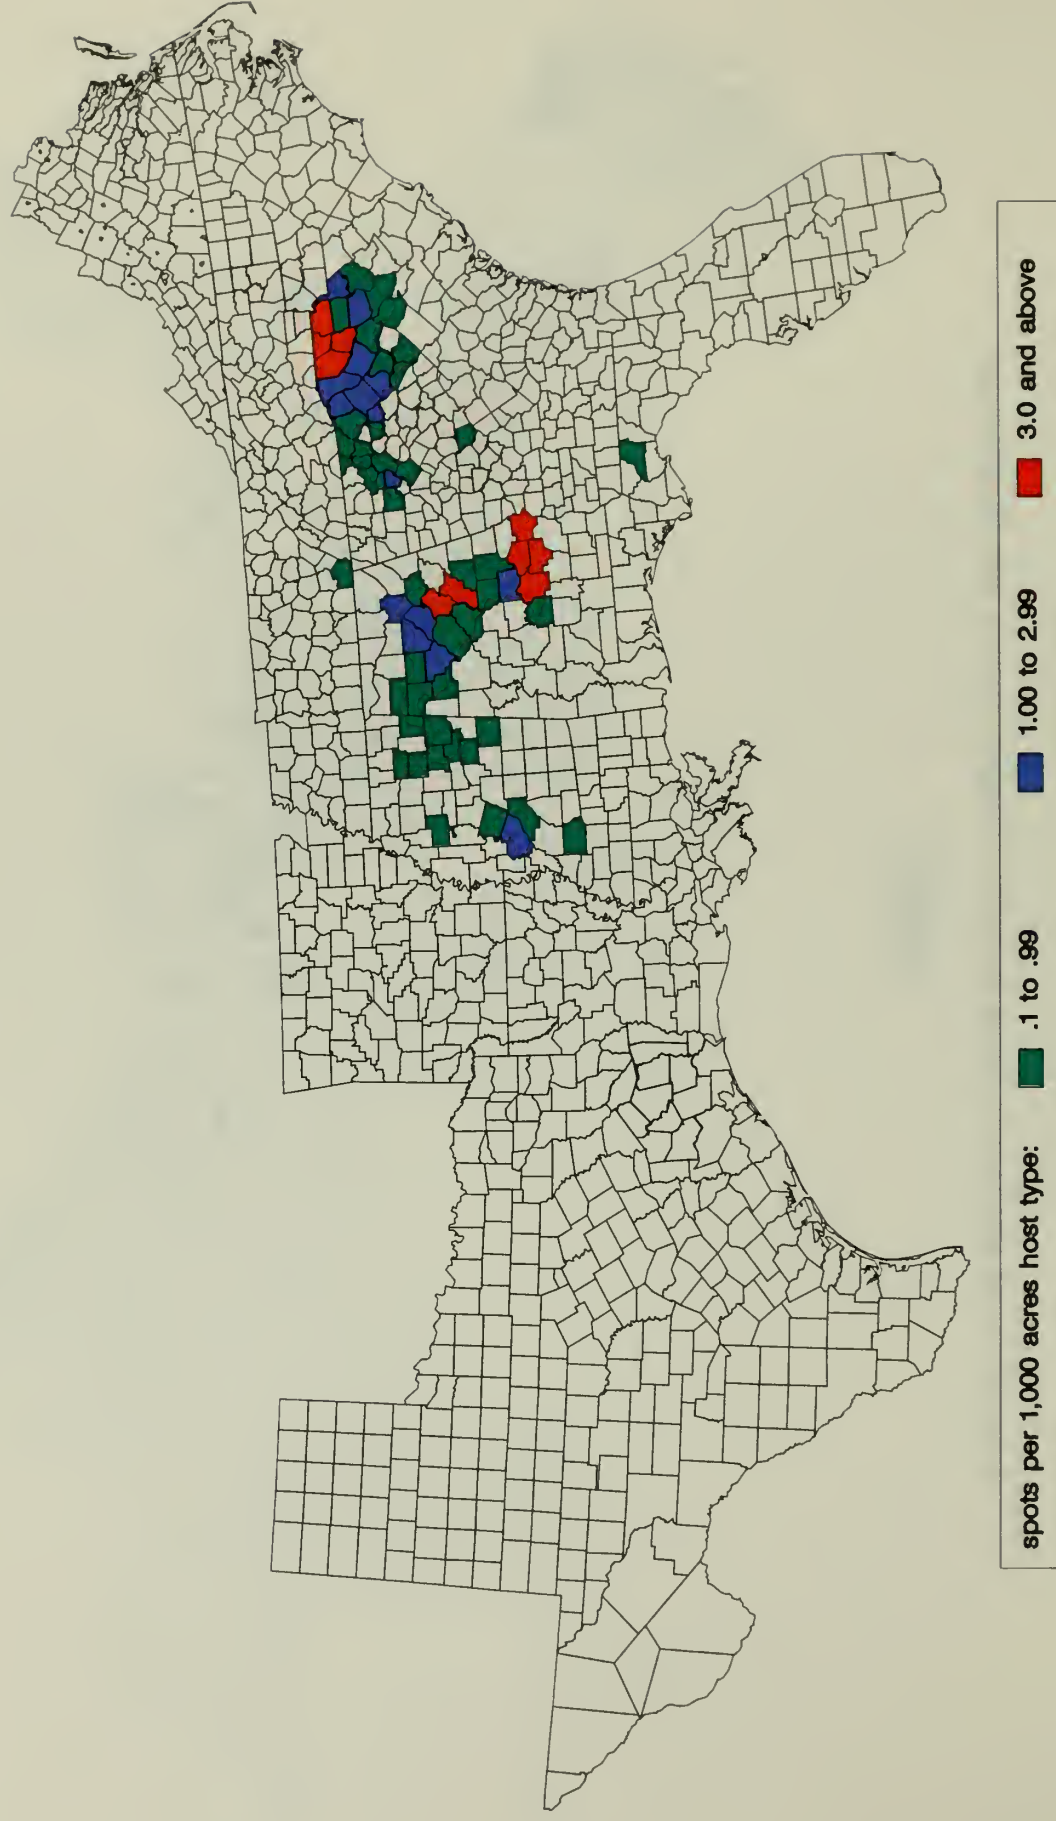 spots per 1,000 acres host type: .1 to .99 1.00 to 2.99 3.0 and above